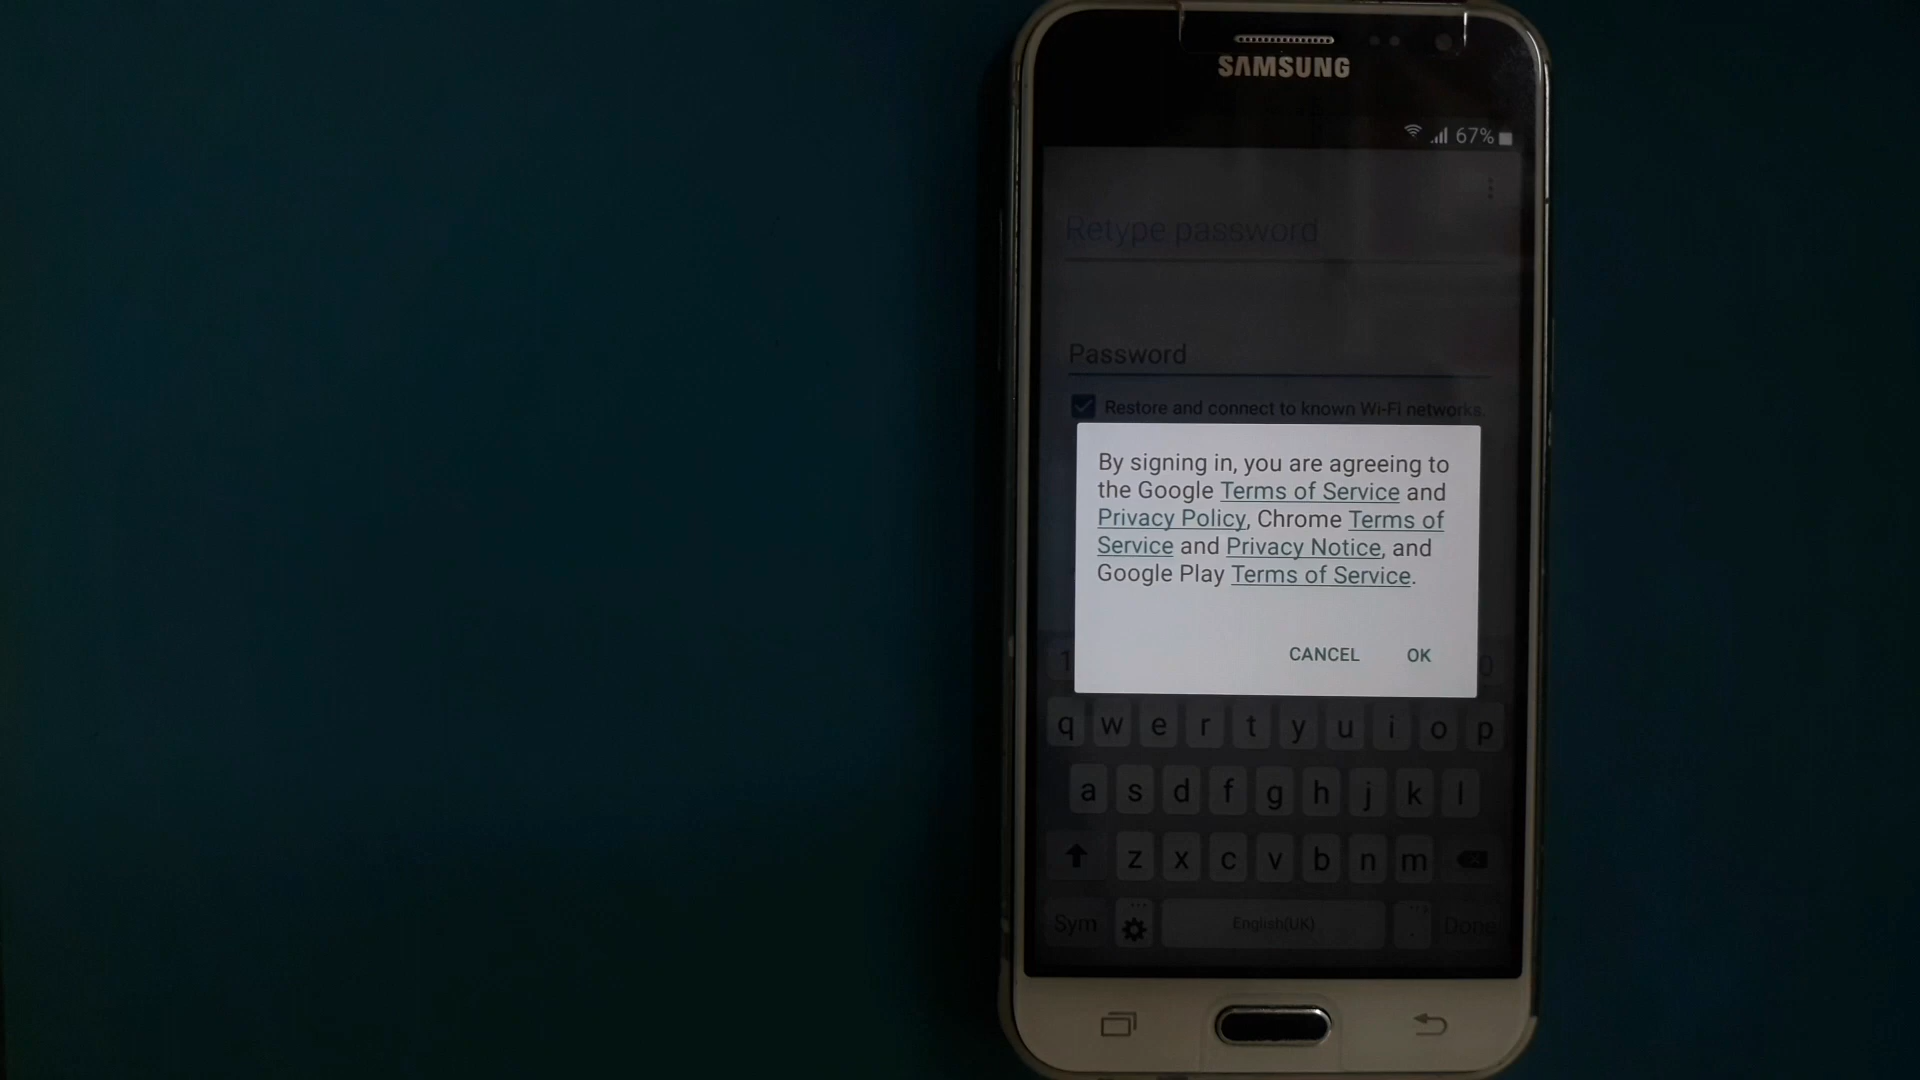 SAMSUNG
67%
Retype password
Password
Restore and connect to known Wi-Fi networks.
By signing in, you are agreeing to
the Google Terms of Service and
Privacy Policy, Chrome Terms of
Service and Privacy Notice, and
Google Play Terms of Service.
CANCEL OK
1 0
q w e r t y u i o p
a s d f g h j k l
z x c v b n m
Sym English(UK) . Done